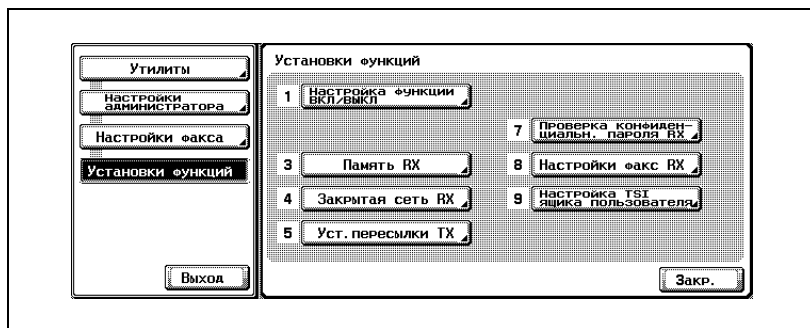 Утилиты
Настройки
администратора
Настройки факса
Установки функций
Выход
Установки функций
1 Настройка функции
вкл/выкл
7 Проверка конфиден-
циальн. пароля RX
3 Память RX
8 Настройки факс RX
4 Закрытая сеть RX
9 Настройка TSI
ящика пользователя
5 Уст.пересылки TX
Закр.